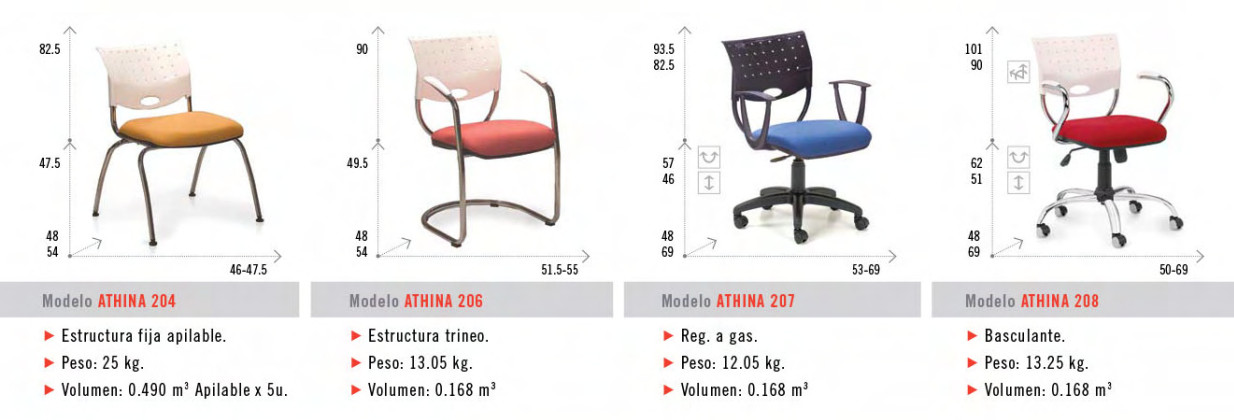 82.5
47.5
48
54
46-47.5
Modelo ATHINA 204
► Estructura fija apilable.
► Peso: 25 kg.
► Volumen: 0.490 m³ Apilable x 5u.
90
49.5
48
54
51.5-55
Modelo ATHINA 206
► Estructura trineo.
► Peso: 13.05 kg.
► Volumen: 0.168 m³
93.5
82.5
57
46
48
69
53-69
Modelo ATHINA 207
► Reg. a gas.
► Peso: 12.05 kg.
► Volumen: 0.168 m³
101
90
62
51
48
69
50-69
Modelo ATHINA 208
► Basculante.
► Peso: 13.25 kg.
► Volumen: 0.168 m³